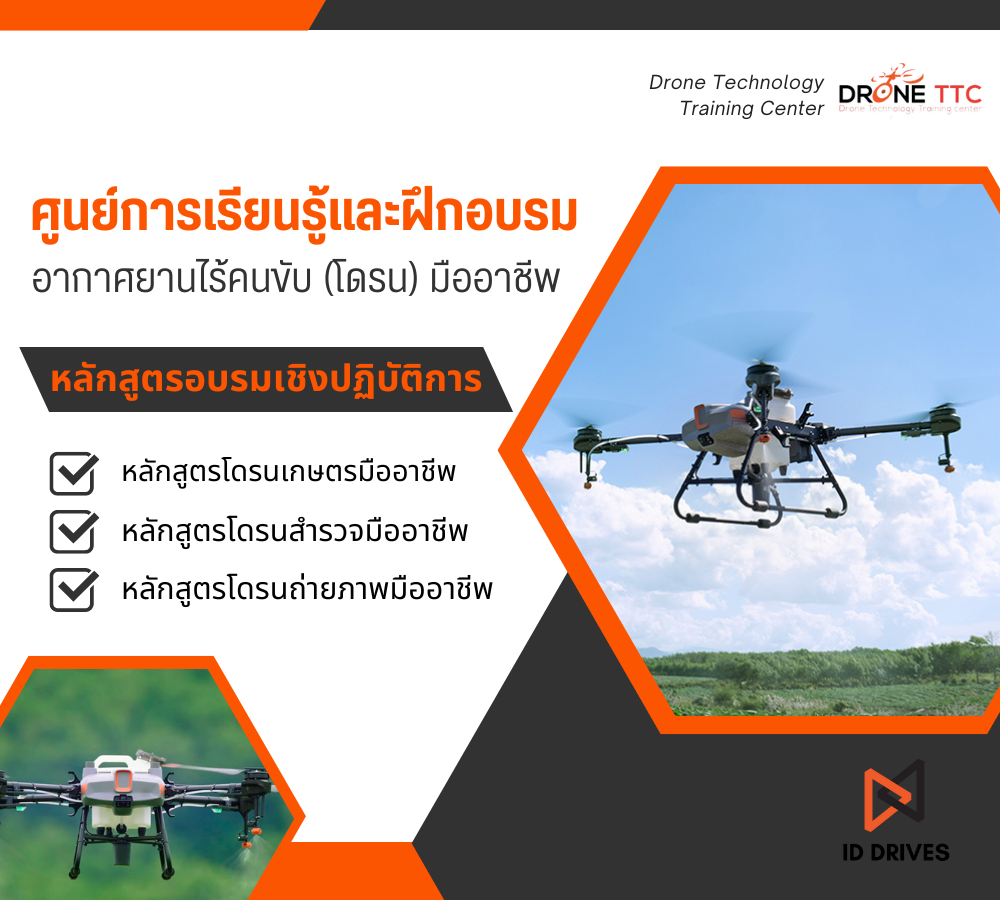 Drone Technology
Training Center
DRONE TTC
Drone Technology Training center
ศูนย์การเรียนรู้และฝึกอบรม
อากาศยานไร้คนขับ (โดรน) มืออาชีพ
หลักสูตรอบรมเชิงปฏิบัติการ
หลักสูตรโดรนเกษตรมืออาชีพ
หลักสูตรโดรนสำรวจมืออาชีพ
หลักสูตรโดรนถ่ายภาพมืออาชีพ
ID DRIVES